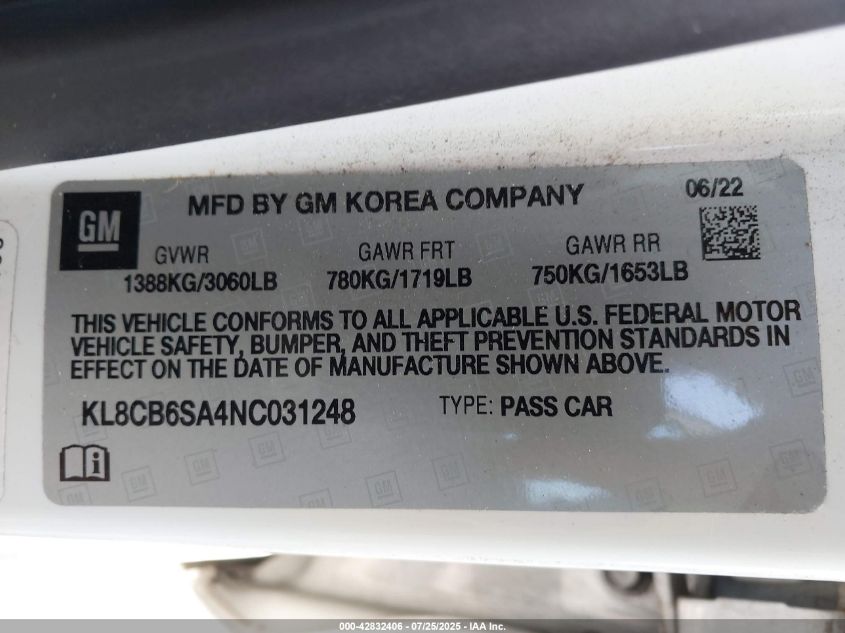 GM
MFD BY GM KOREA COMPANY
06/22
GVWR
GAWR FRT
GAWR RR
1388KG/3060LB
780KG/1719LB
750KG/1653LB
THIS VEHICLE CONFORMS TO ALL APPLICABLE U.S. FEDERAL MOTOR
VEHICLE SAFETY, BUMPER, AND THEFT PREVENTION STANDARDS IN
EFFECT ON THE DATE OF MANUFACTURE SHOWN ABOVE.
KL8CB6SA4NC031248
TYPE: PASS CAR
000-42832406 - 07/25/2025 - IAA Inc.